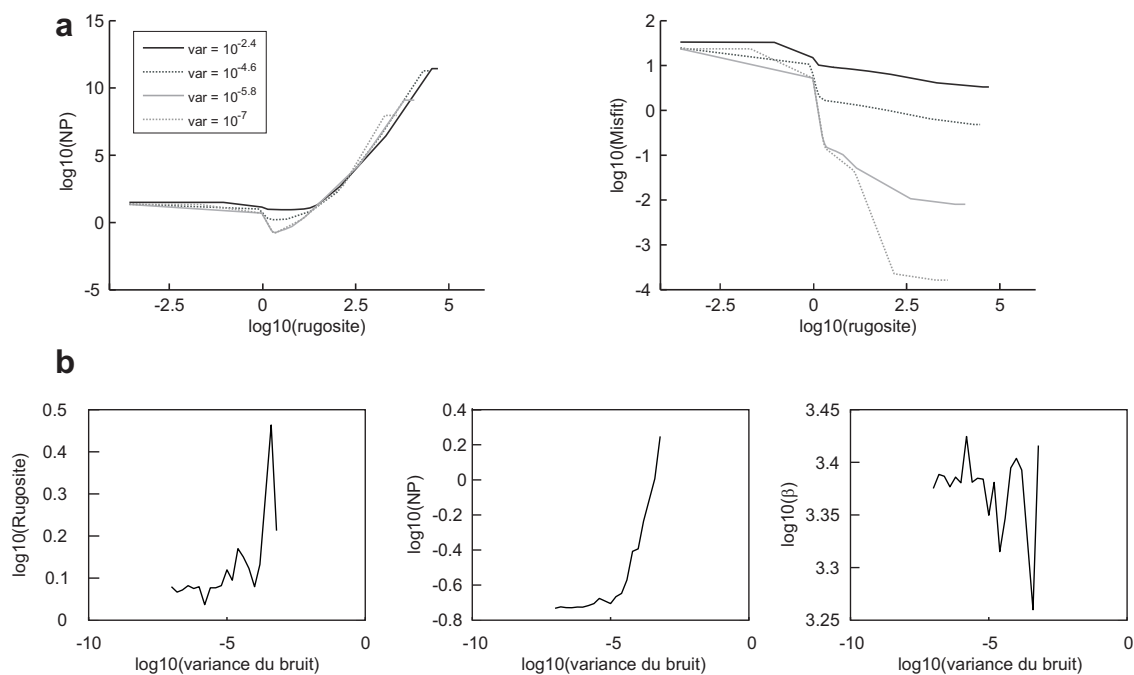 a
15
10
5
0
-5
log10(NP)
var = 10^-2.4
var = 10^-4.6
var = 10^-5.8
var = 10^-7
-2.5 0 2.5 5
log10(rugosite)
2
1
0
-1
-2
-3
-4
log10(Misfit)
-2.5 0 2.5 5
log10(rugosite)
b
0.5
0.4
0.3
0.2
0.1
0
log10(Rugosite)
-10 -5 0
log10(variance du bruit)
0.4
0.2
0
-0.2
-0.4
-0.6
-0.8
log10(NP)
-10 -5 0
log10(variance du bruit)
3.45
3.4
3.35
3.3
3.25
log10(β)
-10 -5 0
log10(variance du bruit)